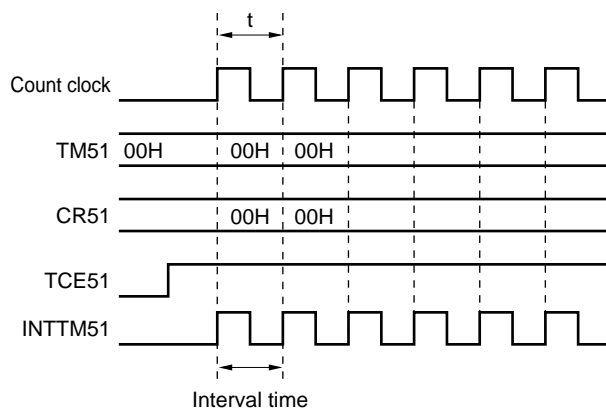 t
Count clock
TM51 00H 00H 00H
CR51 00H 00H
TCE51
INTTM51
Interval time